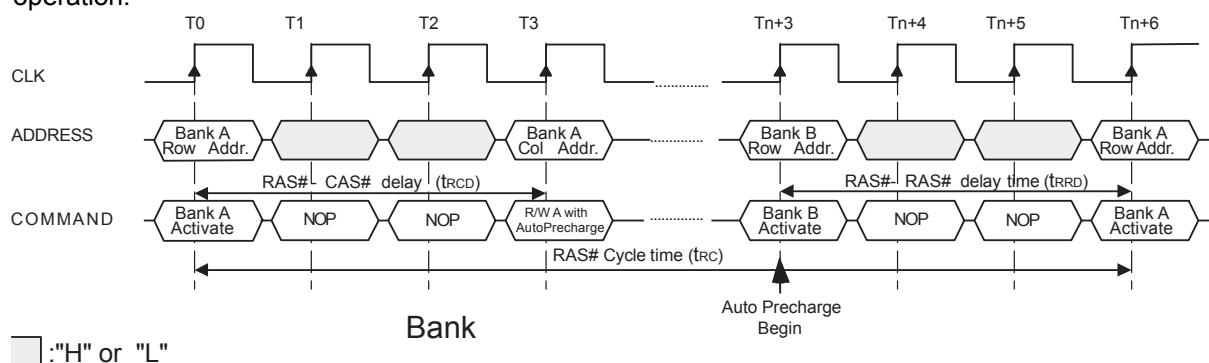 operation.
T0 T1 T2 T3 Tn+3 Tn+4 Tn+5 Tn+6
CLK
ADDRESS
Bank A
Row Addr.
Bank A
Col Addr.
Bank B
Row Addr.
Bank A
Row Addr.
RAS# - CAS# delay (tRCD)
RAS# - RAS# delay time (tRRD)
COMMAND
Bank A
Activate
NOP
NOP
R/W A with
AutoPrecharge
Bank B
Activate
NOP
NOP
Bank A
Activate
RAS# Cycle time (tRC)
Auto Precharge
Begin
Bank
:"H" or "L"